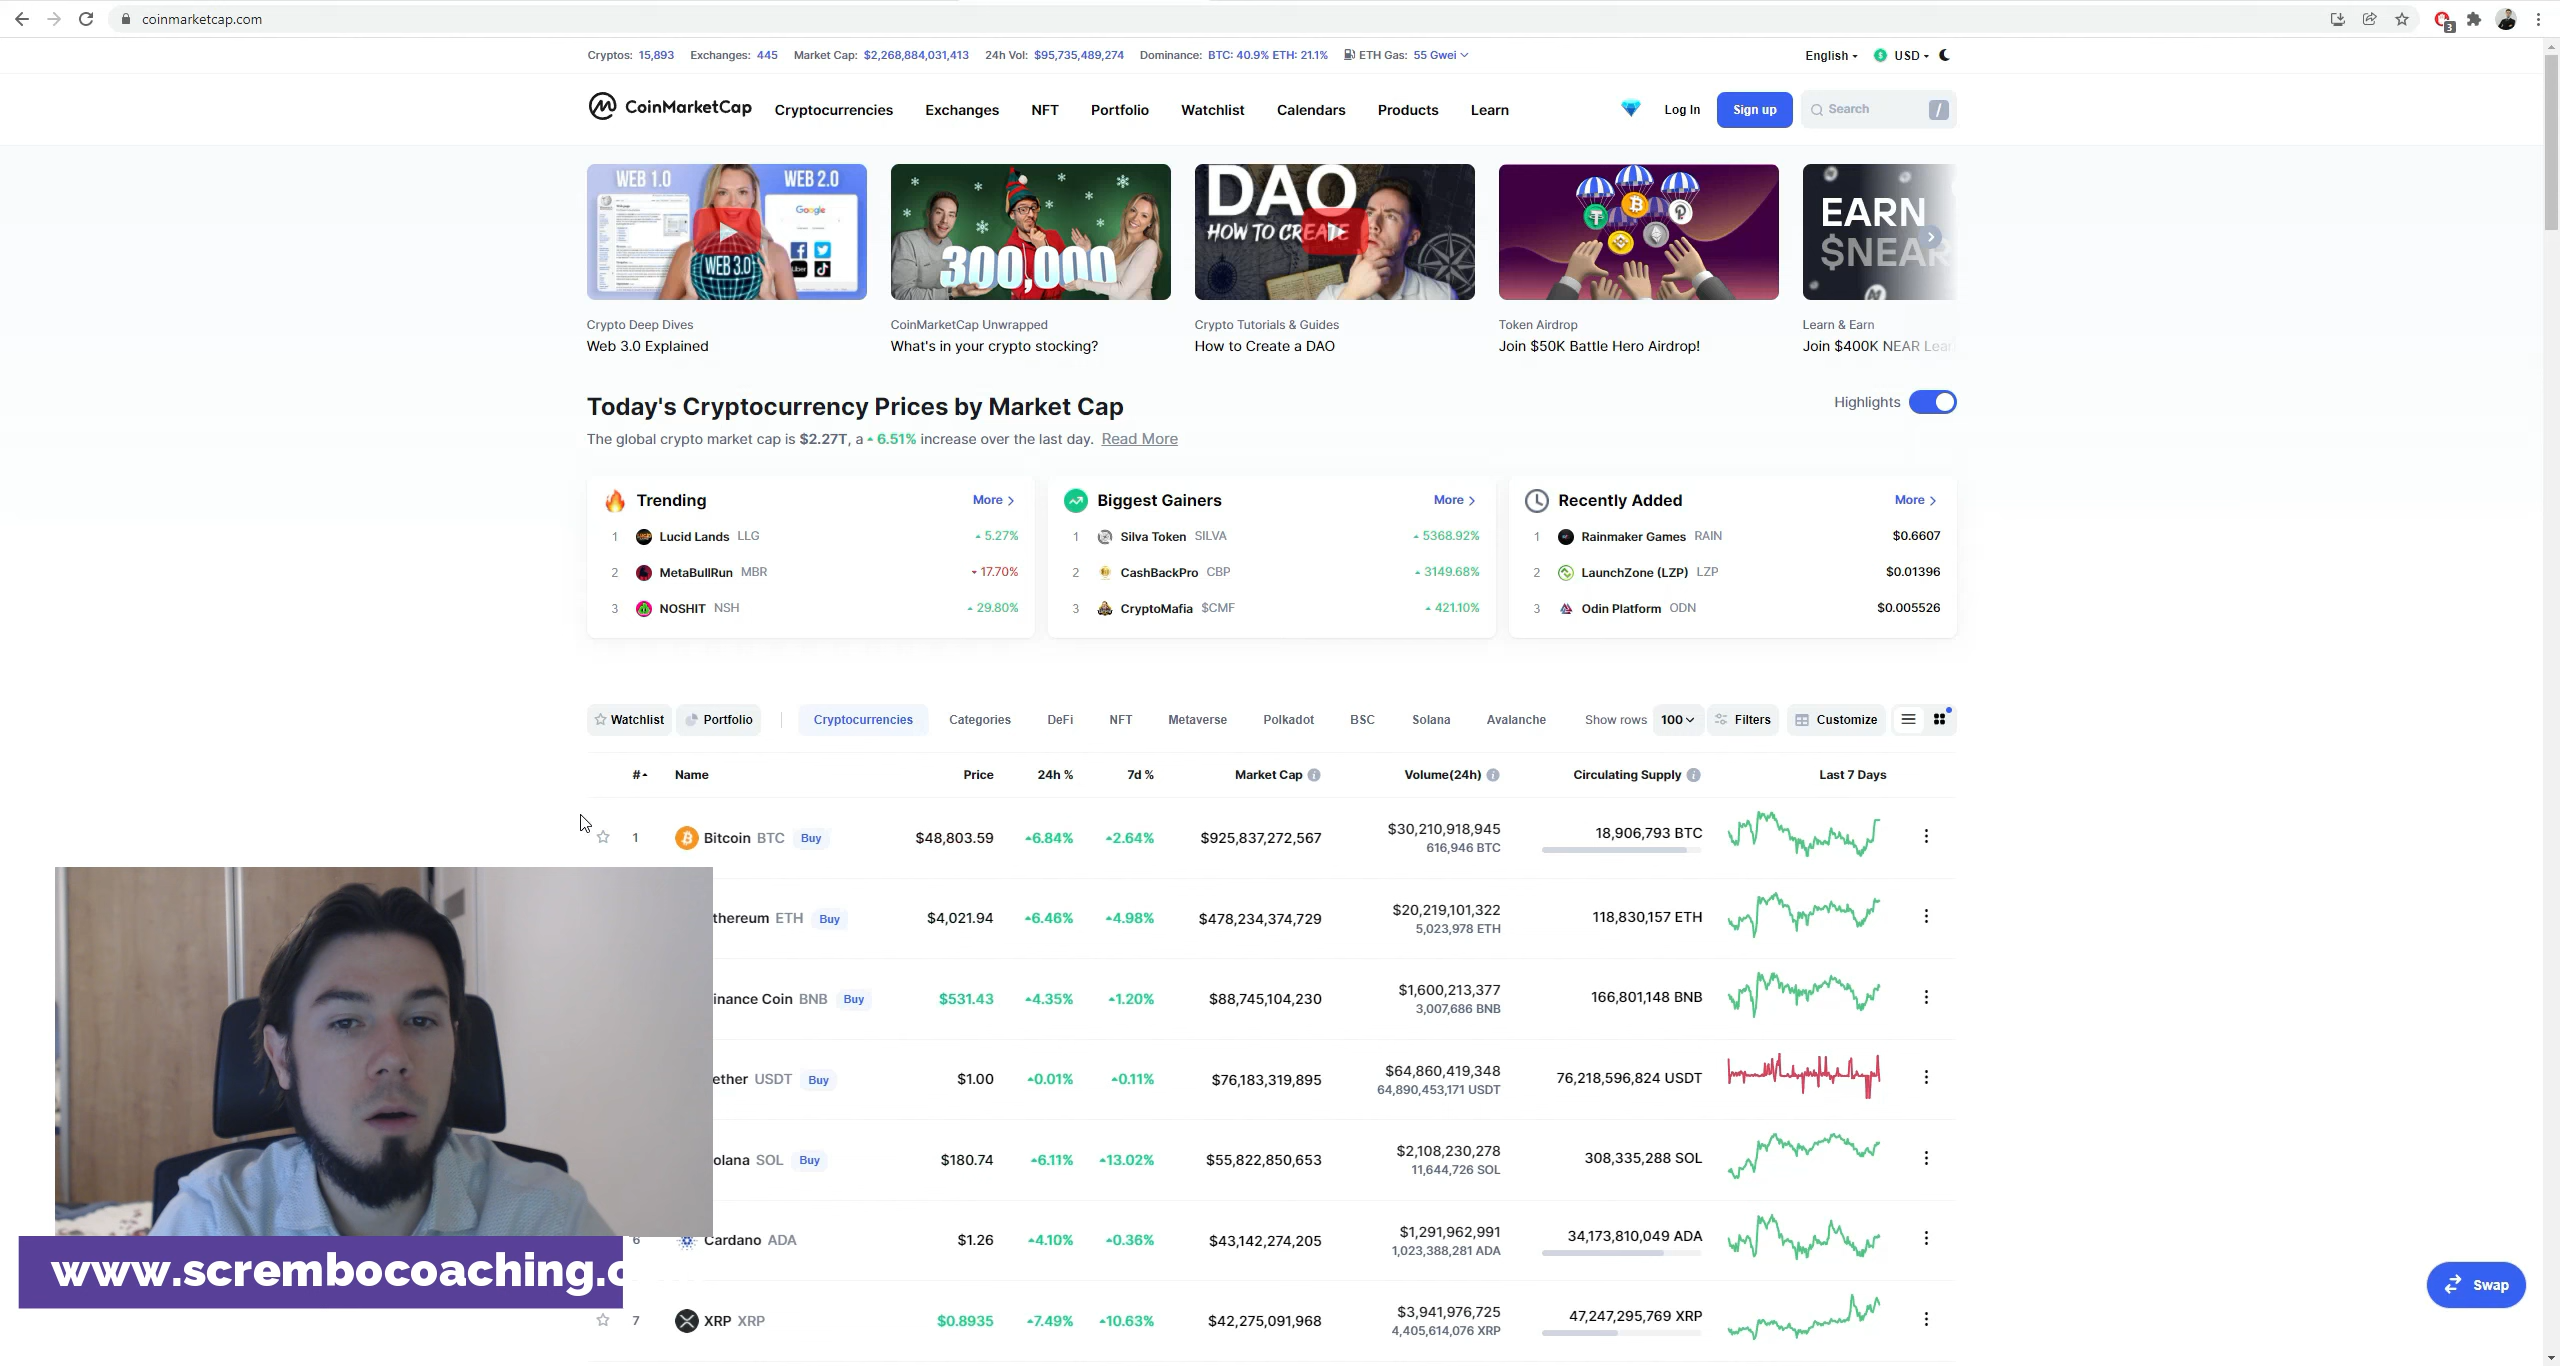 coinmarketcap.com
Cryptos: 15,893 Exchanges: 445 Market Cap: $2,268,884,031,413 24h Vol: $95,735,489,274 Dominance: BTC: 40.9% ETH: 21.1% ETH Gas: 55 Gwei English USD
CoinMarketCap Cryptocurrencies Exchanges NFT Portfolio Watchlist Calendars Products Learn Log In Sign up Search /
WEB 1.0 WEB 2.0
Google
WEB 3.0
300,000
DAO
HOW TO CREATE
EARN
$NEAR
Crypto Deep Dives
Web 3.0 Explained
CoinMarketCap Unwrapped
What's in your crypto stocking?
Crypto Tutorials & Guides
How to Create a DAO
Token Airdrop
Join $50K Battle Hero Airdrop!
Learn & Earn
Join $400K NEAR Lear
Today's Cryptocurrency Prices by Market Cap Highlights
The global crypto market cap is $2.27T, a 6.51% increase over the last day. Read More
Trending More
1 Lucid Lands LLG 5.27%
2 MetaBullRun MBR 17.70%
3 NOSHIT NSH 29.80%
Biggest Gainers More
1 Silva Token SILVA 5368.92%
2 CashBackPro CBP 3149.68%
3 CryptoMafia $CMF 421.10%
Recently Added More
1 Rainmaker Games RAIN $0.6607
2 LaunchZone (LZP) LZP $0.01396
3 Odin Platform ODN $0.005526
Watchlist Portfolio Cryptocurrencies Categories DeFi NFT Metaverse Polkadot BSC Solana Avalanche Show rows 100 Filters Customize
# Name Price 24h % 7d % Market Cap Volume(24h) Circulating Supply Last 7 Days
1 Bitcoin BTC Buy $48,803.59 6.84% 2.64% $925,837,272,567 $30,210,918,945 18,906,793 BTC
616,946 BTC
thereum ETH Buy $4,021.94 6.46% 4.98% $478,234,374,729 $20,219,101,322 118,830,157 ETH
5,023,978 ETH
inance Coin BNB Buy $531.43 4.35% 1.20% $88,745,104,230 $1,600,213,377 166,801,148 BNB
3,007,686 BNB
ether USDT Buy $1.00 0.01% 0.11% $76,183,319,895 $64,860,419,348 76,218,596,824 USDT
64,890,453,171 USDT
olana SOL Buy $180.74 6.11% 13.02% $55,822,850,653 $2,108,230,278 308,335,288 SOL
11,644,726 SOL
6 Cardano ADA $1.26 4.10% 0.36% $43,142,274,205 $1,291,962,991 34,173,810,049 ADA
1,023,388,281 ADA
7 XRP XRP $0.8935 7.49% 10.63% $42,275,091,968 $3,941,976,725 47,247,295,769 XRP
4,405,614,076 XRP
www.scrembocoaching.c
Swap